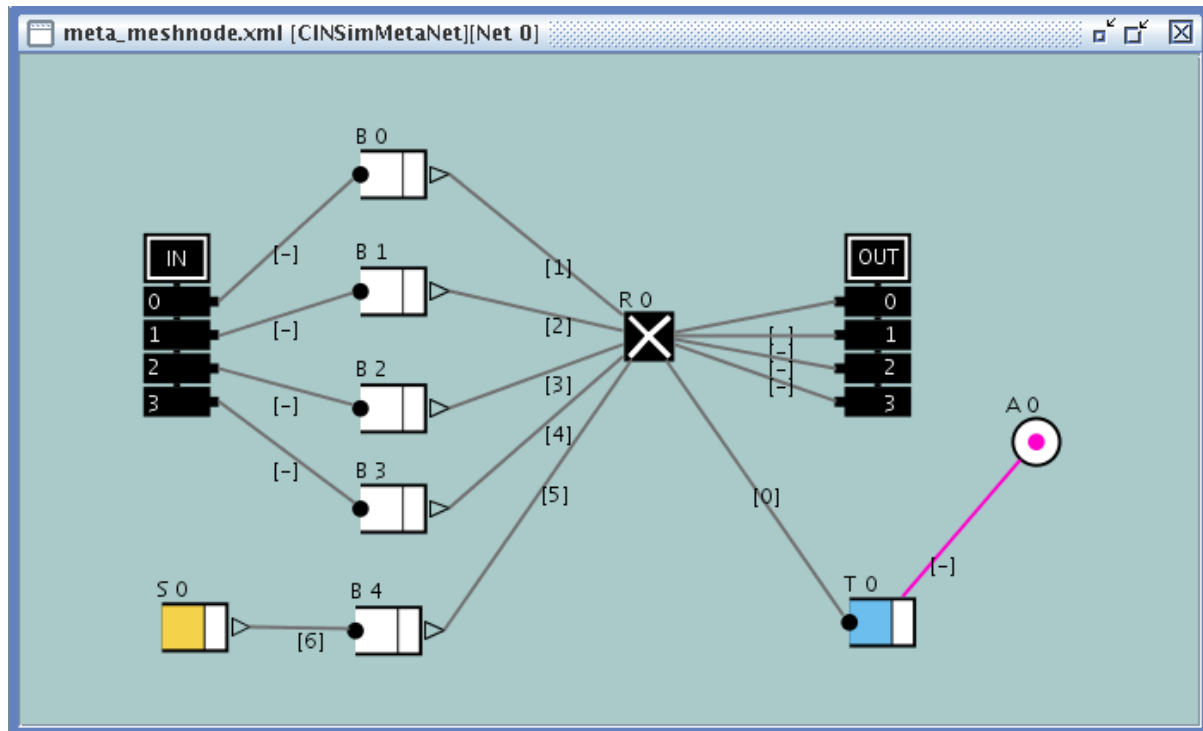 meta_meshnode.xml [CINSimMetaNet][Net 0]
B 0
IN
[-]
B 1
[1]
OUT
0
R 0
0
1
[-]
B 2
[2]
[-]
1
2
[-]
[3]
[-]
2
3
[-]
[-]
3
A 0
[4]
B 3
[-]
[5]
[0]
S 0
B 4
T 0
[-]
[6]